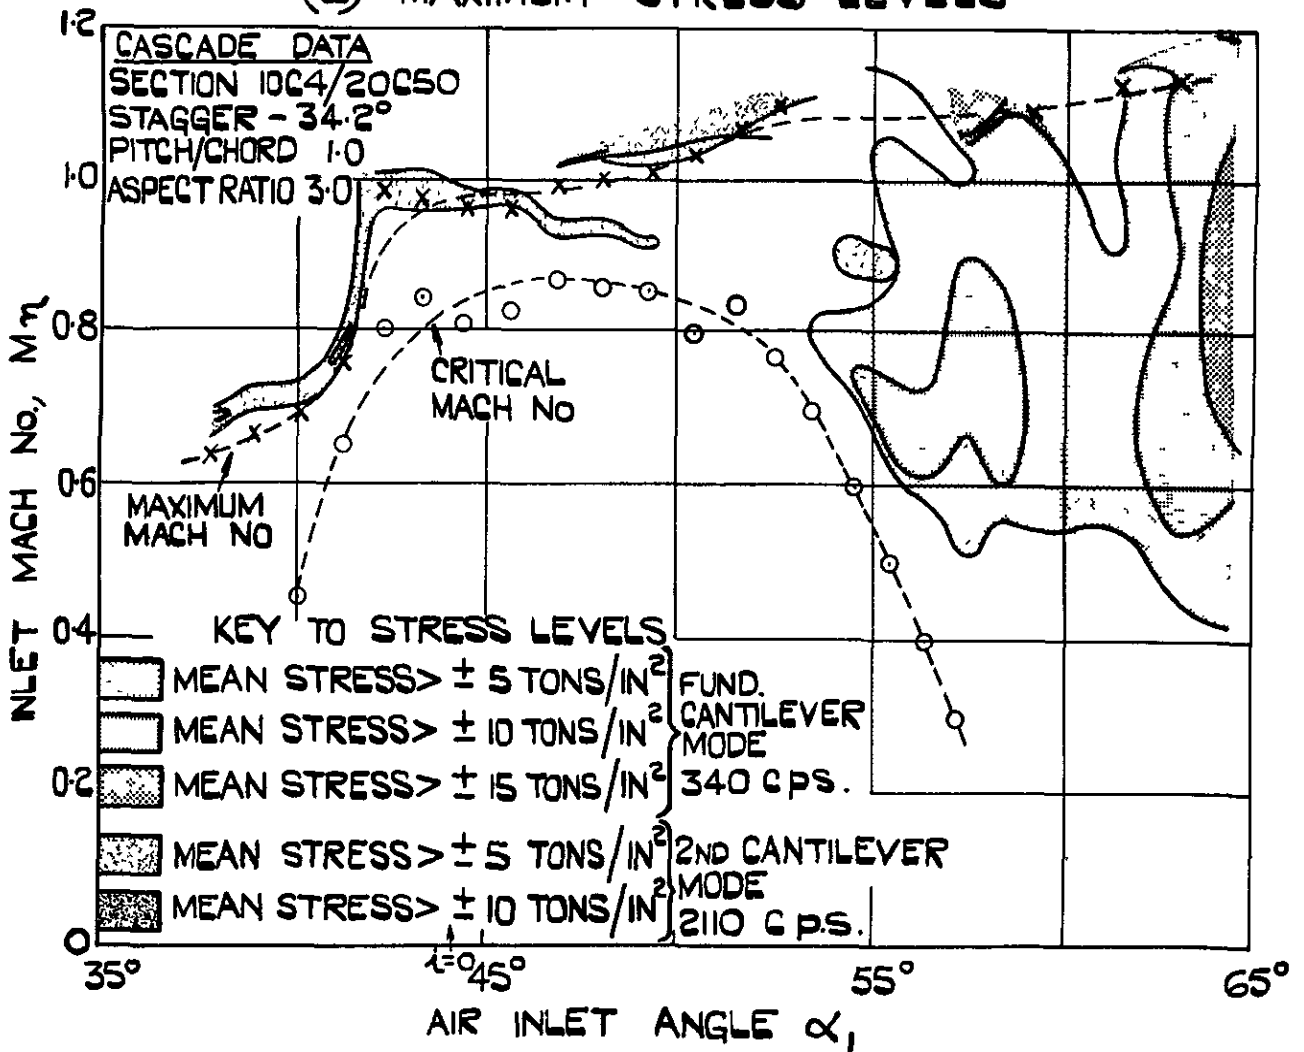 (a) MAXIMUM STRESS LEVELS
CASCADE DATA
SECTION 10C4/20C50
STAGGER - 34.2°
PITCH/CHORD 1.0
ASPECT RATIO 3.0
1.2
1.0
0.8
0.6
0.4
0.2
0
INLET MACH No., Mη
CRITICAL
MACH NO
MAXIMUM
MACH NO
KEY TO STRESS LEVELS
MEAN STRESS > ± 5 TONS/IN²
MEAN STRESS > ± 10 TONS/IN²
MEAN STRESS > ± 15 TONS/IN²
FUND.
CANTILEVER
MODE
340 C p.s.
MEAN STRESS > ± 5 TONS/IN²
MEAN STRESS > ± 10 TONS/IN²
2ND CANTILEVER
MODE
2110 C p.s.
i=0
35° 45° 55° 65°
AIR INLET ANGLE α₁